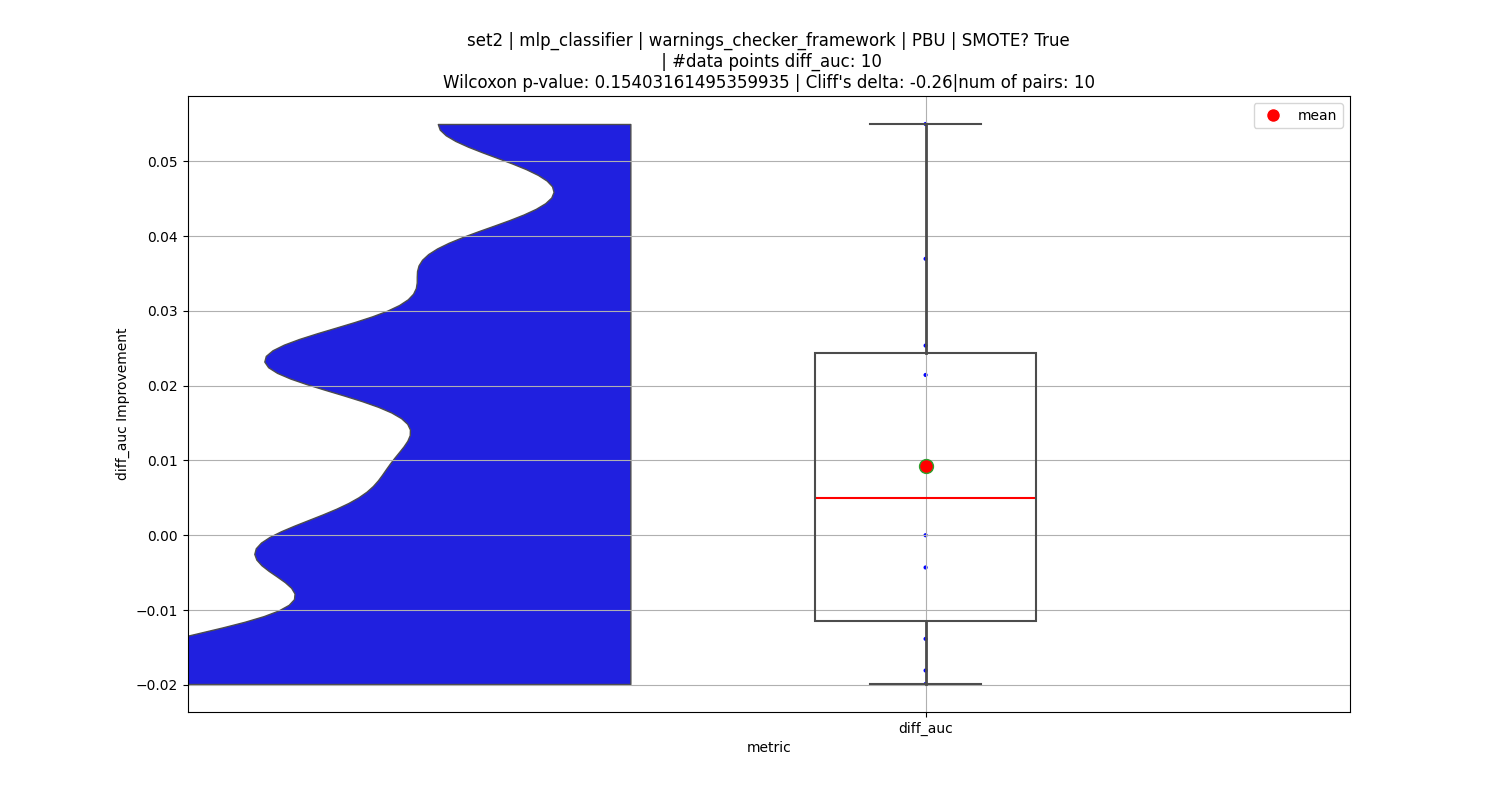 set2 | mlp_classifier | warnings_checker_framework | PBU | SMOTE? True
| #data points diff_auc: 10
Wilcoxon p-value: 0.15403161495359935 | Cliff's delta: -0.26|num of pairs: 10
mean
0.05
0.04
0.03
0.02
0.01
0.00
−0.01
−0.02
diff_auc Improvement
diff_auc
metric